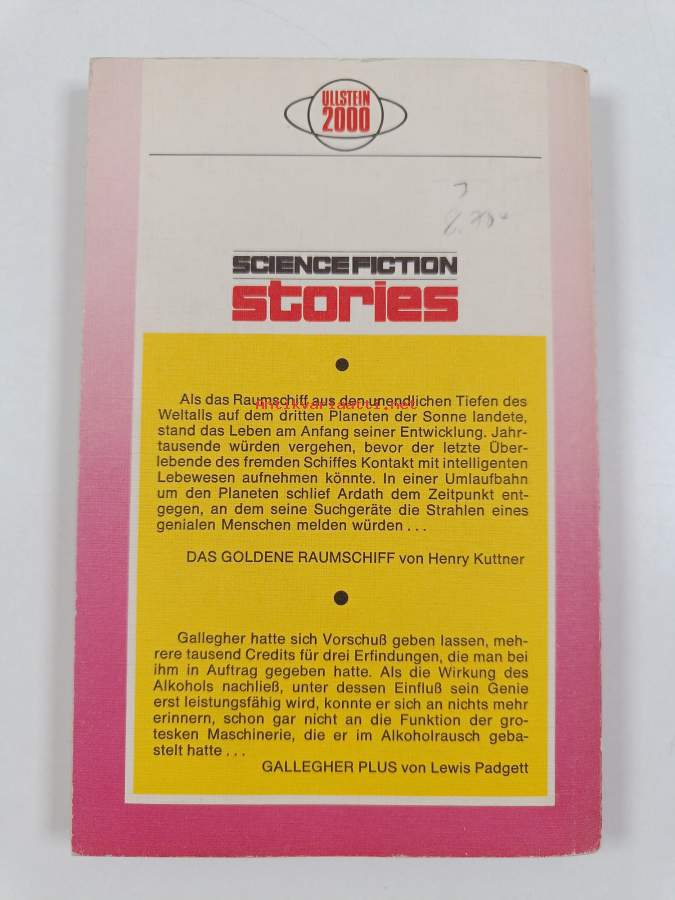 ULLSTEIN
2000
SCIENCE FICTION
stories
Als das Raumschiff aus den unendlichen Tiefen des
Antikvariaatti.net
Weltalls auf dem dritten Planeten der Sonne landete,
stand das Leben am Anfang seiner Entwicklung. Jahr-
tausende würden vergehen, bevor der letzte Über-
lebende des fremden Schiffes Kontakt mit intelligenten
Lebewesen aufnehmen könnte. In einer Umlaufbahn
um den Planeten schlief Ardath dem Zeitpunkt ent-
gegen, an dem seine Suchgeräte die Strahlen eines
genialen Menschen melden würden . . .
DAS GOLDENE RAUMSCHIFF von Henry Kuttner
Gallegher hatte sich Vorschuß geben lassen, meh-
rere tausend Credits für drei Erfindungen, die man bei
ihm in Auftrag gegeben hatte. Als die Wirkung des
Alkohols nachließ, unter dessen Einfluß sein Genie
erst leistungsfähig wird, konnte er sich an nichts mehr
erinnern, schon gar nicht an die Funktion der gro-
tesken Maschinerie, die er im Alkoholrausch geba-
stelt hatte . . .
GALLEGHER PLUS von Lewis Padgett